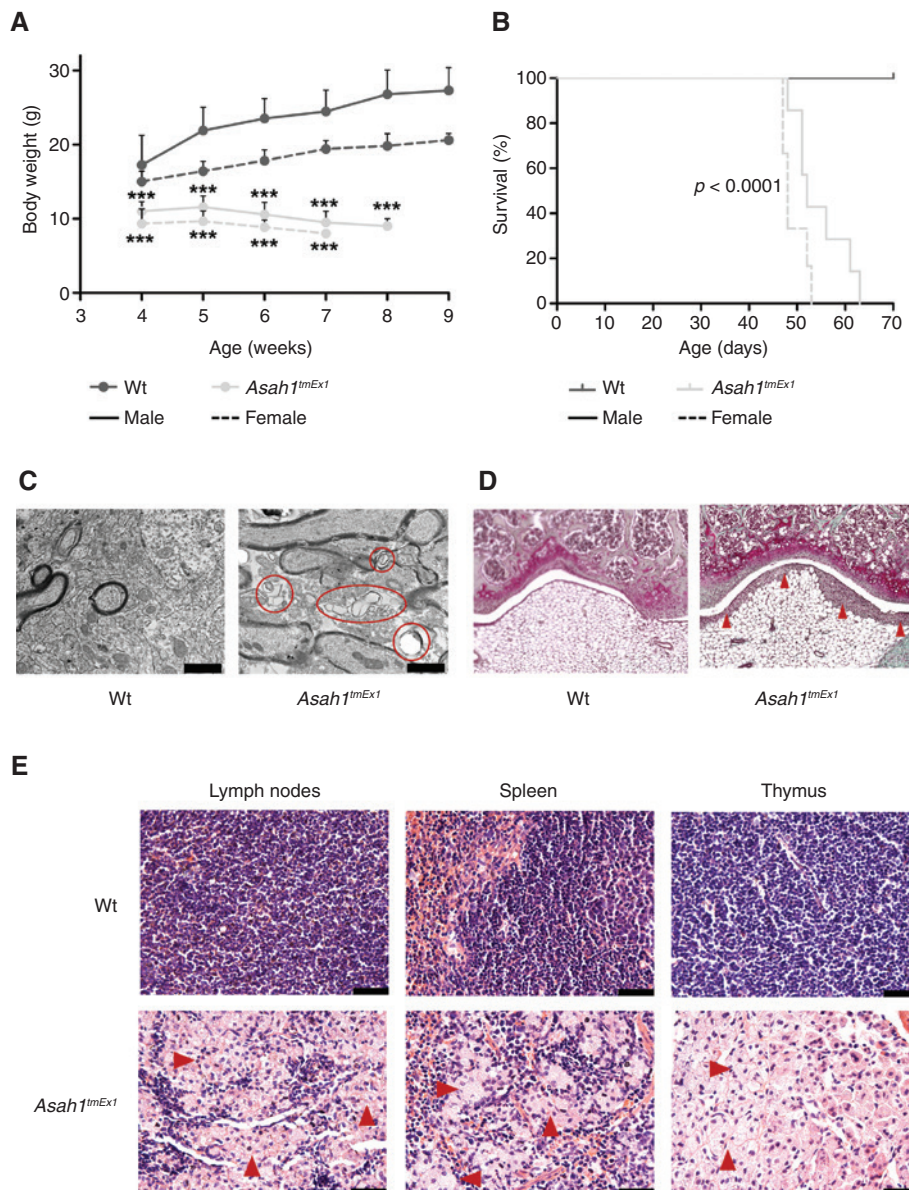 A
Body weight (g)
30
20
10
0
***
***
***
***
***
***
***
***
***
3
4
5
6
7
8
9
Age (weeks)
Wt
Asah1tmEx1
Male
Female
B
Survival (%)
100
80
60
40
20
0
p < 0.0001
0
10
20
30
40
50
60
70
Age (days)
Wt
Asah1tmEx1
Male
Female
C
Wt
Asah1tmEx1
D
Wt
Asah1tmEx1
E
Lymph nodes
Spleen
Thymus
Wt
Asah1tmEx1